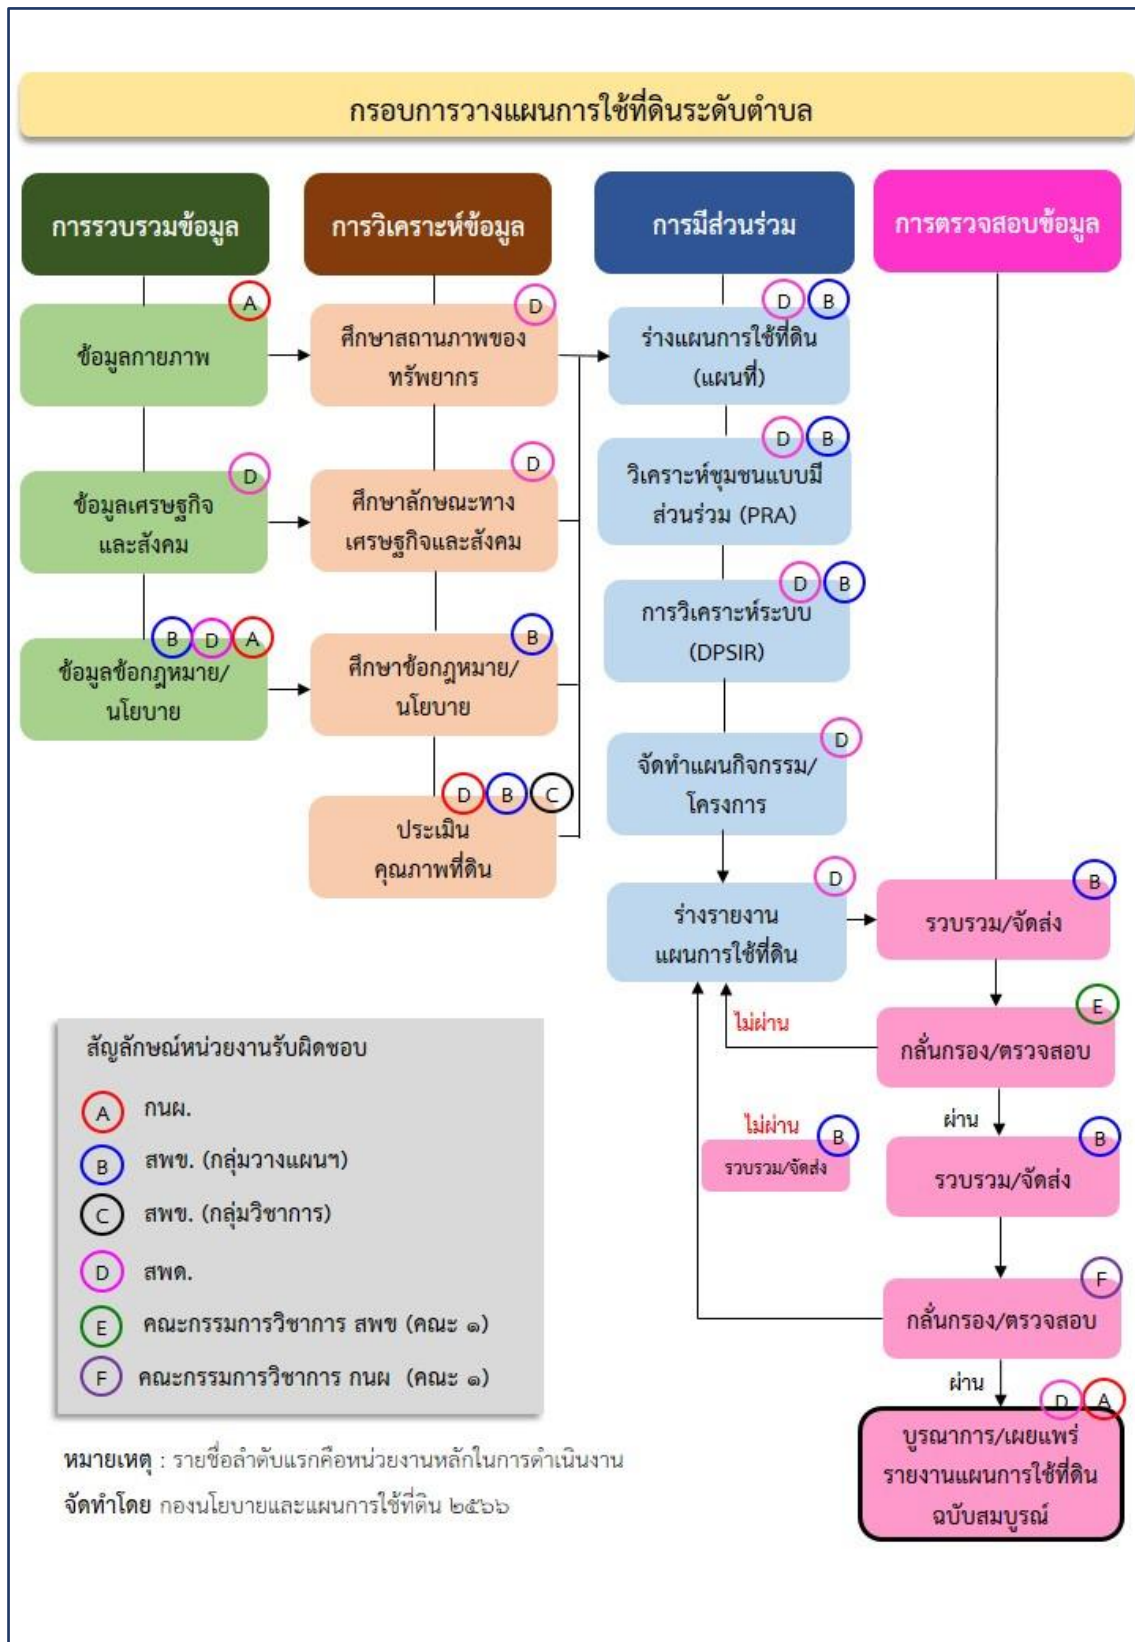 กรอบการวางแผนการใช้ที่ดินระดับตำบล
การรวบรวมข้อมูล
A
ข้อมูลกายภาพ
D
ข้อมูลเศรษฐกิจ
และสังคม
B D A
ข้อมูลข้อกฎหมาย/
นโยบาย
การวิเคราะห์ข้อมูล
D
ศึกษาสถานภาพของ
ทรัพยากร
D
ศึกษาลักษณะทาง
เศรษฐกิจและสังคม
B
ศึกษาข้อกฎหมาย/
นโยบาย
D B C
ประเมิน
คุณภาพที่ดิน
การมีส่วนร่วม
D B
ร่างแผนการใช้ที่ดิน
(แผนที่)
D B
วิเคราะห์ชุมชนแบบมี
ส่วนร่วม (PRA)
D B
การวิเคราะห์ระบบ
(DPSIR)
D
จัดทำแผนกิจกรรม/
โครงการ
D
ร่างรายงาน
แผนการใช้ที่ดิน
การตรวจสอบข้อมูล
B
รวบรวม/จัดส่ง
E
กลั่นกรอง/ตรวจสอบ
ไม่ผ่าน
ผ่าน
B
รวบรวม/จัดส่ง
ไม่ผ่าน
B
รวบรวม/จัดส่ง
F
กลั่นกรอง/ตรวจสอบ
ผ่าน
D A
บูรณาการ/เผยแพร่
รายงานแผนการใช้ที่ดิน
ฉบับสมบูรณ์
สัญลักษณ์หน่วยงานรับผิดชอบ
A กนผ.
B สพข. (กลุ่มวางแผนฯ)
C สพข. (กลุ่มวิชาการ)
D สพด.
E คณะกรรมการวิชาการ สพข (คณะ ๑)
F คณะกรรมการวิชาการ กนผ (คณะ ๑)
หมายเหตุ : รายชื่อลำดับแรกคือหน่วยงานหลักในการดำเนินงาน
จัดทำโดย กองนโยบายและแผนการใช้ที่ดิน ๒๕๖๖